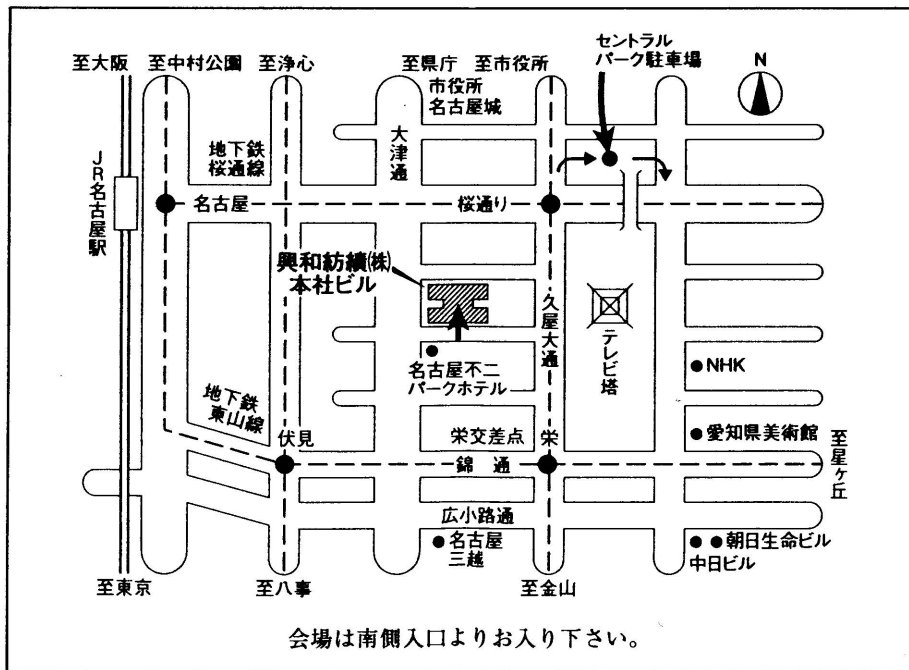 至大阪
至中村公園
至浄心
至県庁
市役所
名古屋城
至市役所
セントラル
パーク駐車場
N
JR名古屋駅
地下鉄
桜通線
大津通
名古屋
桜通り
興和紡績㈱
本社ビル
久屋大通
テレビ塔
名古屋不二
パークホテル
NHK
地下鉄
東山線
伏見
栄交差点
栄
愛知県美術館
錦通
至星ヶ丘
広小路通
名古屋
三越
朝日生命ビル
中日ビル
至東京
至八事
至金山
会場は南側入口よりお入り下さい。